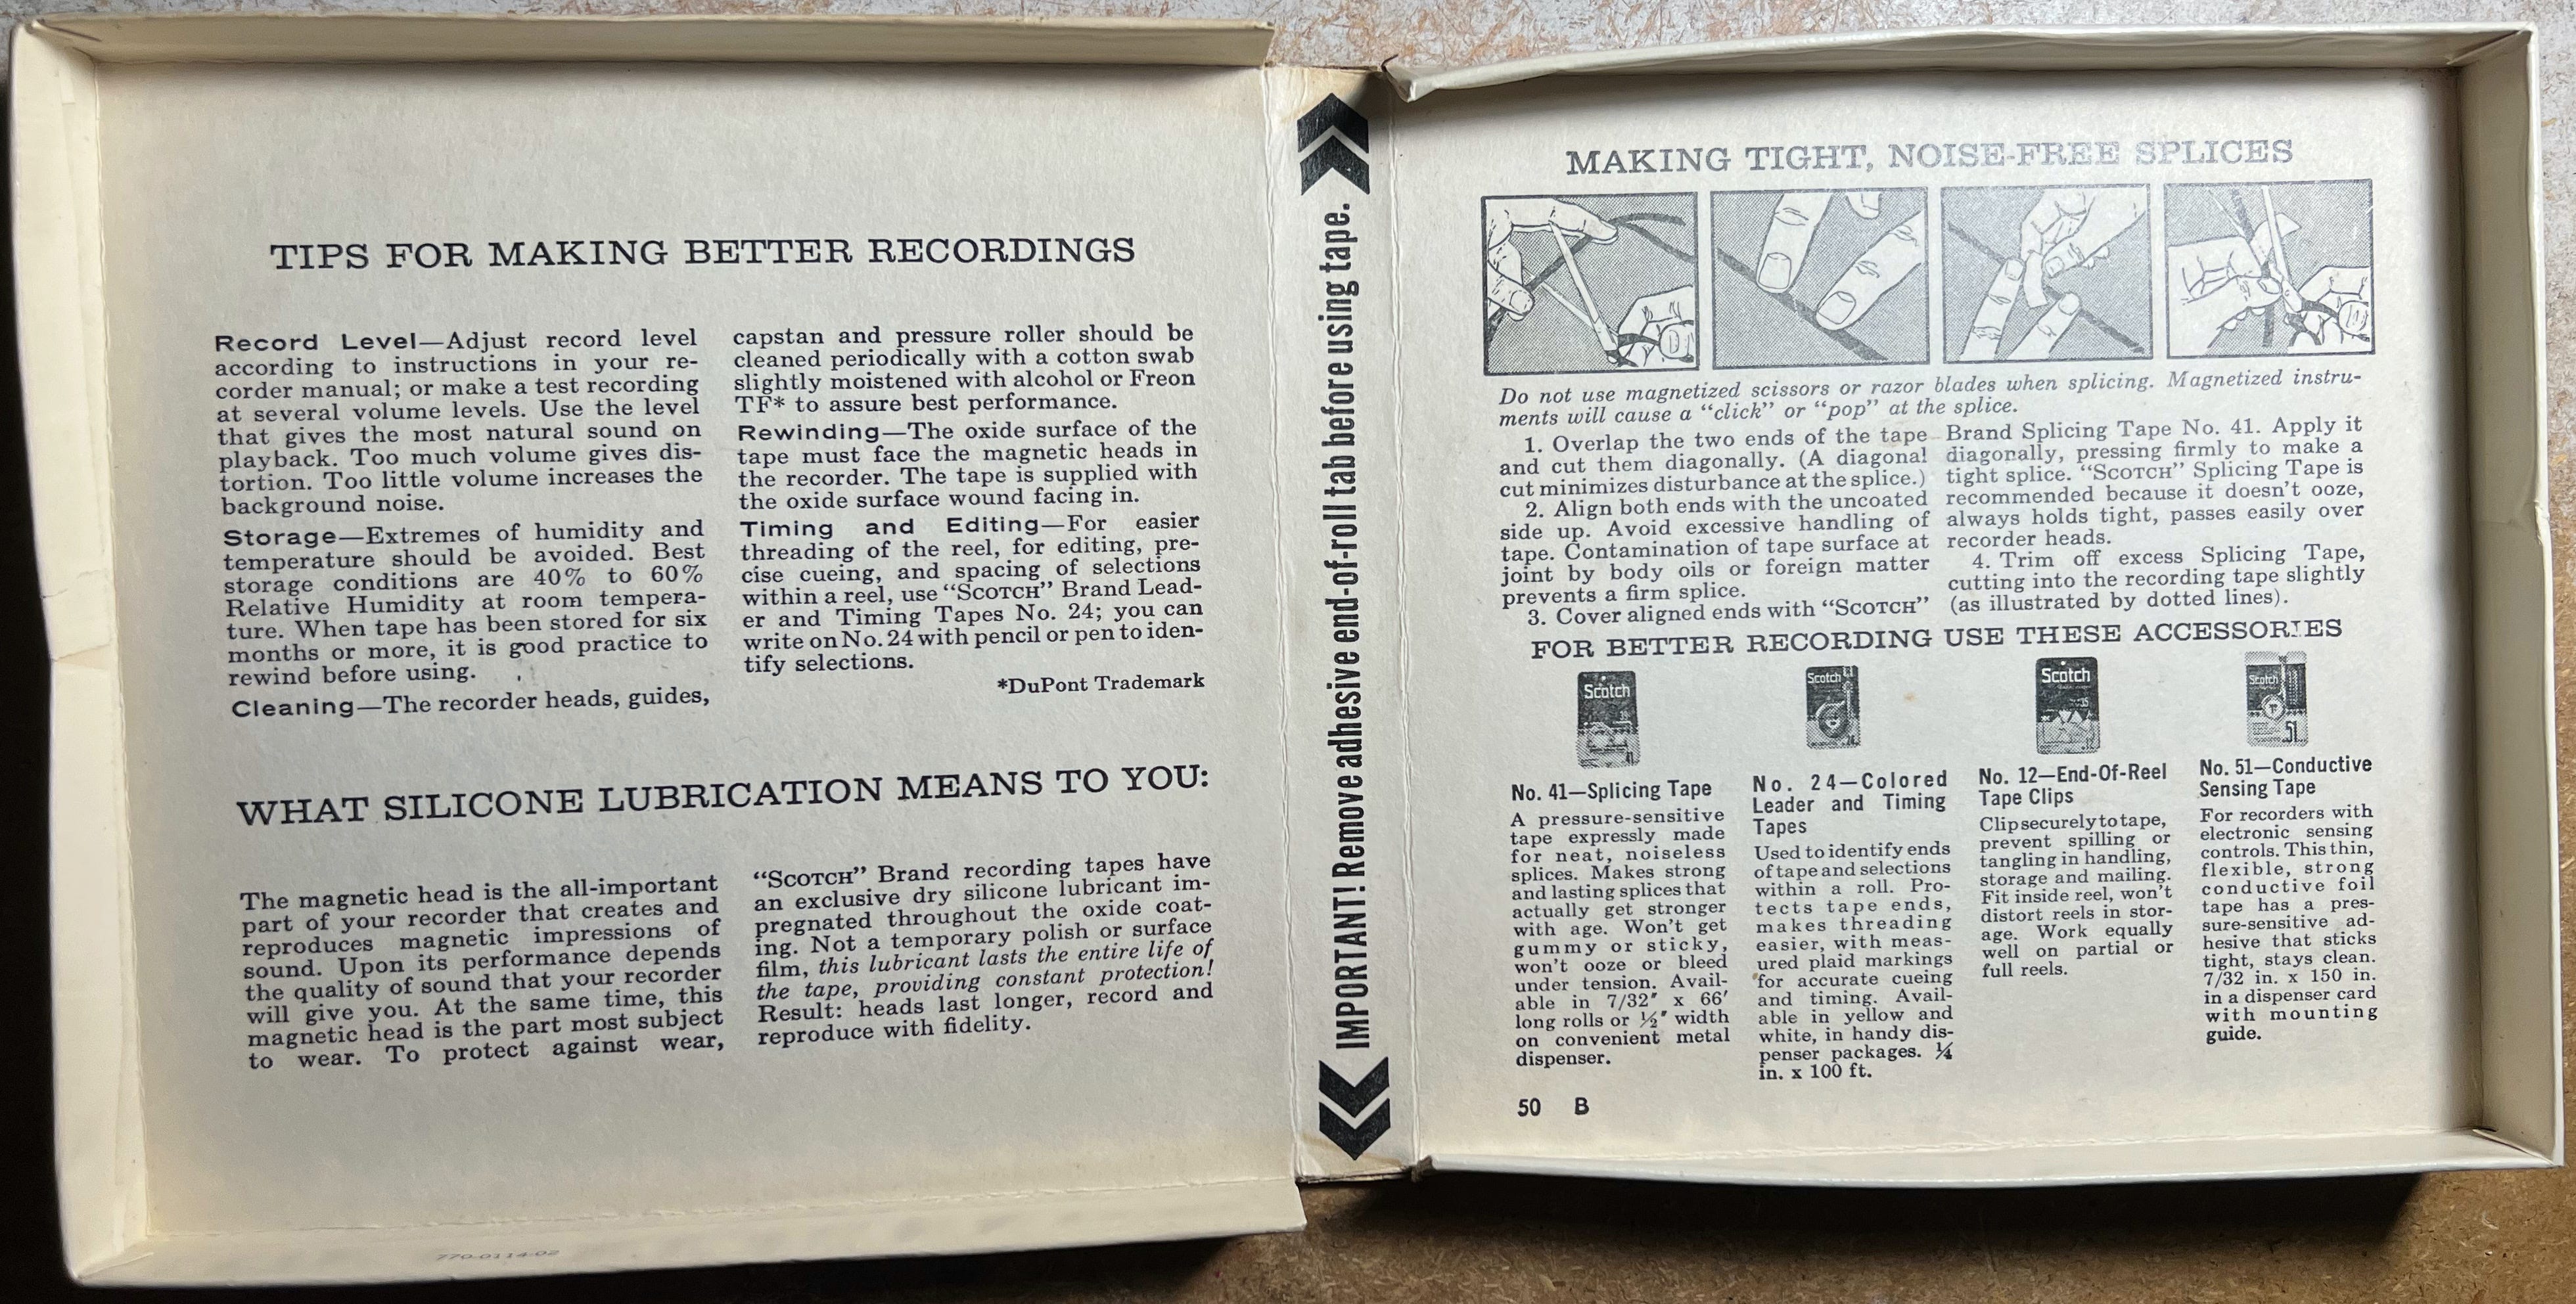 TIPS FOR MAKING BETTER RECORDINGS
Record Level—Adjust record level
according to instructions in your re-
corder manual; or make a test recording
at several volume levels. Use the level
that gives the most natural sound on
playback. Too much volume gives dis-
tortion. Too little volume increases the
background noise.
Storage—Extremes of humidity and
temperature should be avoided. Best
storage conditions are 40% to 60%
Relative Humidity at room tempera-
ture. When tape has been stored for six
months or more, it is good practice to
rewind before using.
Cleaning—The recorder heads, guides,
capstan and pressure roller should be
cleaned periodically with a cotton swab
slightly moistened with alcohol or Freon
TF* to assure best performance.
Rewinding—The oxide surface of the
tape must face the magnetic heads in
the recorder. The tape is supplied with
the oxide surface wound facing in.
Timing and Editing—For easier
threading of the reel, for editing, pre-
cise cueing, and spacing of selections
within a reel, use “SCOTCH” Brand Lead-
er and Timing Tapes No. 24; you can
write on No. 24 with pencil or pen to iden-
tify selections.
*DuPont Trademark
WHAT SILICONE LUBRICATION MEANS TO YOU:
The magnetic head is the all-important
part of your recorder that creates and
reproduces magnetic impressions of
sound. Upon its performance depends
the quality of sound that your recorder
will give you. At the same time, this
magnetic head is the part most subject
to wear. To protect against wear,
“SCOTCH” Brand recording tapes have
an exclusive dry silicone lubricant im-
pregnated throughout the oxide coat-
ing. Not a temporary polish or surface
film, this lubricant lasts the entire life of
the tape, providing constant protection!
Result: heads last longer, record and
reproduce with fidelity.
770-0114-02
IMPORTANT! Remove adhesive end-of-roll tab before using tape.
MAKING TIGHT, NOISE-FREE SPLICES
Do not use magnetized scissors or razor blades when splicing. Magnetized instru-
ments will cause a “click” or “pop” at the splice.
1. Overlap the two ends of the tape
and cut them diagonally. (A diagonal
cut minimizes disturbance at the splice.)
2. Align both ends with the uncoated
side up. Avoid excessive handling of
tape. Contamination of tape surface at
joint by body oils or foreign matter
prevents a firm splice.
3. Cover aligned ends with “SCOTCH”
Brand Splicing Tape No. 41. Apply it
diagonally, pressing firmly to make a
tight splice. “SCOTCH” Splicing Tape is
recommended because it doesn't ooze,
always holds tight, passes easily over
recorder heads.
4. Trim off excess Splicing Tape,
cutting into the recording tape slightly
(as illustrated by dotted lines).
FOR BETTER RECORDING USE THESE ACCESSORIES
Scotch
No. 41—Splicing Tape
A pressure-sensitive
tape expressly made
for neat, noiseless
splices. Makes strong
and lasting splices that
actually get stronger
with age. Won't get
gummy or sticky,
won't ooze or bleed
under tension. Avail-
able in 7/32″ x 66′
long rolls or ½″ width
on convenient metal
dispenser.
Scotch
No. 24—Colored
Leader and Timing
Tapes
Used to identify ends
of tape and selections
within a roll. Pro-
tects tape ends,
makes threading
easier, with meas-
ured plaid markings
for accurate cueing
and timing. Avail-
able in yellow and
white, in handy dis-
penser packages. ¼
in. x 100 ft.
Scotch
No. 12—End-Of-Reel
Tape Clips
Clip securely to tape,
prevent spilling or
tangling in handling,
storage and mailing.
Fit inside reel, won't
distort reels in stor-
age. Work equally
well on partial or
full reels.
Scotch
51
No. 51—Conductive
Sensing Tape
For recorders with
electronic sensing
controls. This thin,
flexible, strong
conductive foil
tape has a pres-
sure-sensitive ad-
hesive that sticks
tight, stays clean.
7/32 in. x 150 in.
in a dispenser card
with mounting
guide.
50 B